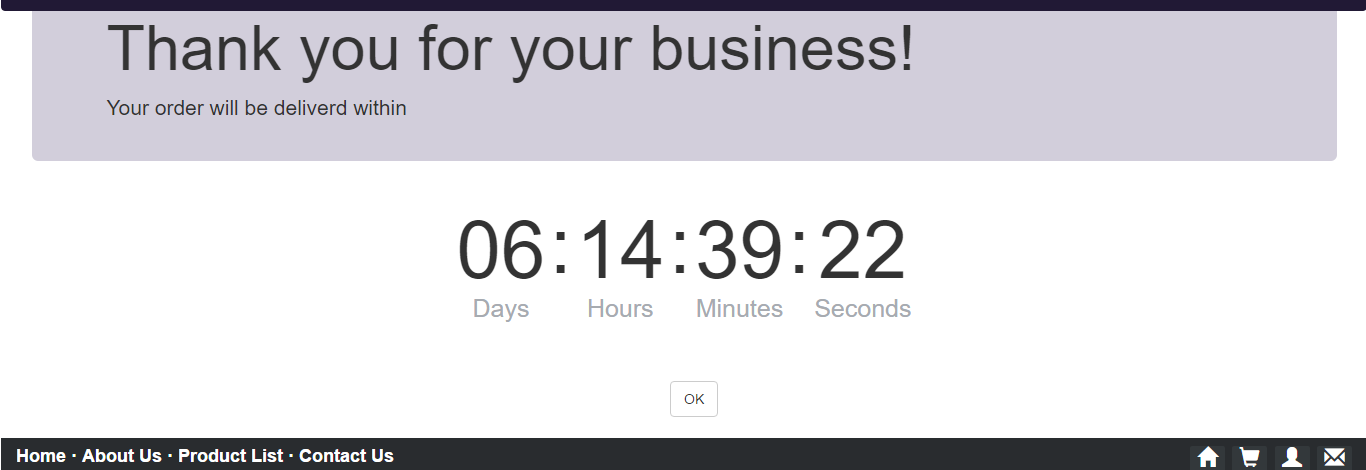 Thank you for your business!
Your order will be deliverd within
06:14:39:22
Days Hours Minutes Seconds
OK
Home · About Us · Product List · Contact Us